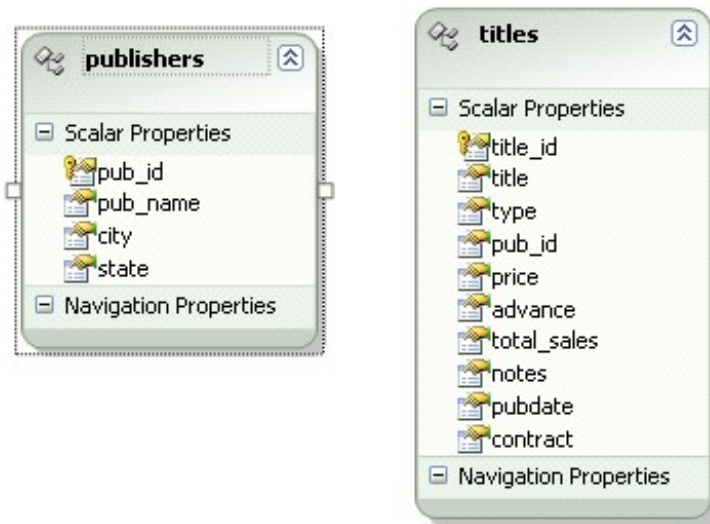 publishers
Scalar Properties
pub_id
pub_name
city
state
Navigation Properties
titles
Scalar Properties
title_id
title
type
pub_id
price
advance
total_sales
notes
pubdate
contract
Navigation Properties